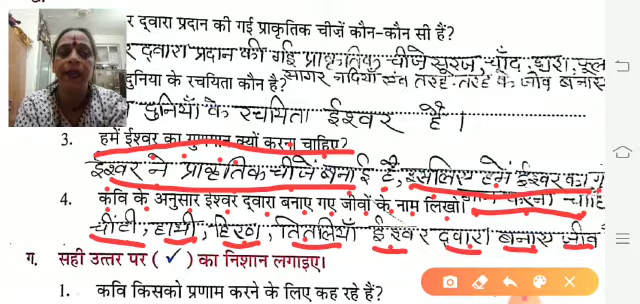 र द्वारा प्रदान की गई प्राकृतिक चीज़ें कौन-कौन सी हैं?
र द्वारा प्रदान की गई प्राकृतिक चीजें सूरज, चाँद, धरा, फूल
दुनिया के रचयिता कौन है?
सागर नदियाँ तरह-तरह के जीव बनाए
दुनियाँ के रचयिता ईश्वर है।
3. हमें ईश्वर का गुणगान क्यों करना चाहिए?
ईश्वर ने प्राकृतिक चीजें बनाई है, इसलिए हमें ईश्वर का ग
करना चाहि
4. कवि के अनुसार ईश्वर द्वारा बनाए गए जीवों के नाम लिखो।
चींटी, हाथी, हिरण, तितलियाँ ईश्वर द्वारा बनाए जीव
ग. सही उत्तर पर ( ✓ ) का निशान लगाइए।
1. कवि किसको प्रणाम करने के लिए कह रहे हैं?